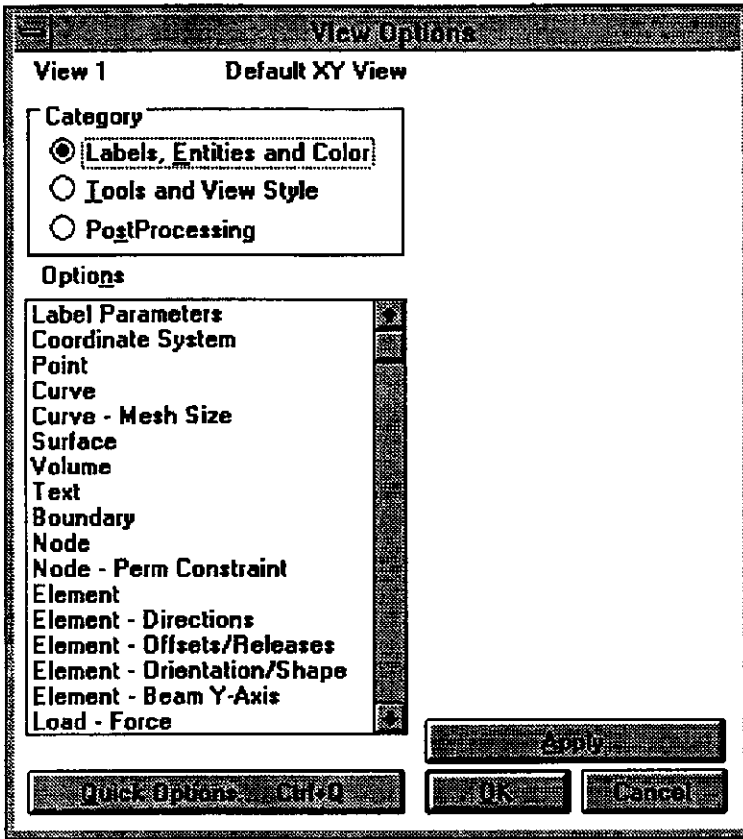 View Options
View 1 Default XY View
Category
Labels, Entities and Color
Tools and View Style
PostProcessing
Options
Label Parameters
Coordinate System
Point
Curve
Curve - Mesh Size
Surface
Volume
Text
Boundary
Node
Node - Perm Constraint
Element
Element - Directions
Element - Offsets/Releases
Element - Orientation/Shape
Element - Beam Y-Axis
Load - Force
Apply
Quick Options... Ctrl+Q
OK
Cancel